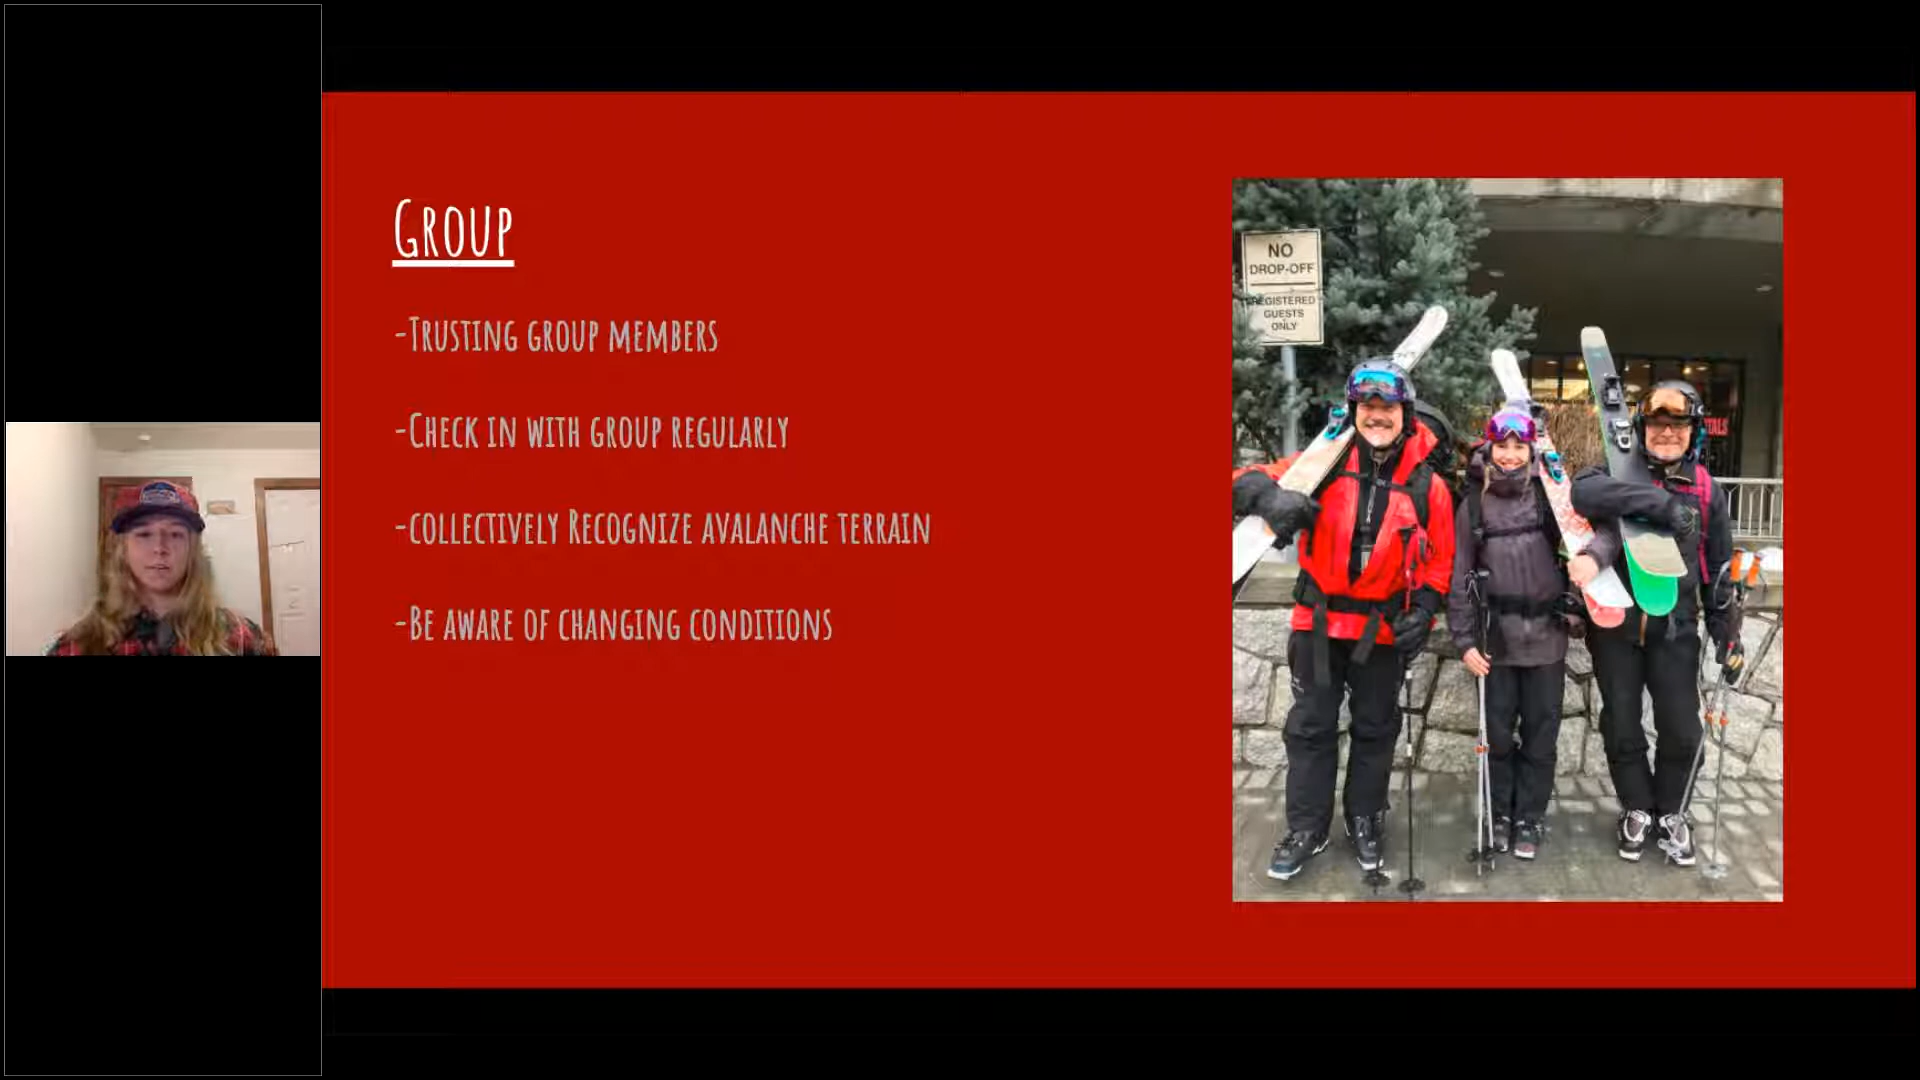 Group
-Trusting group members
-Check in with group regularly
-collectively Recognize avalanche terrain
-Be aware of changing conditions
NO
DROP-OFF
REGISTERED
GUESTS
ONLY